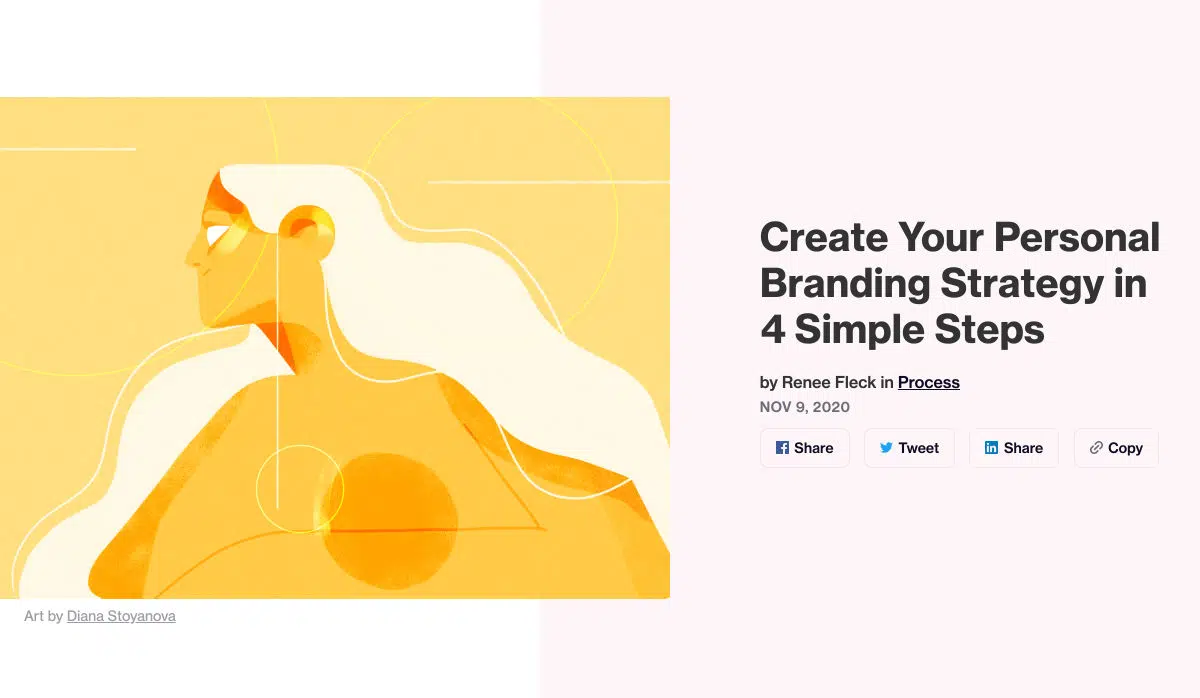 Create Your Personal
Branding Strategy in
4 Simple Steps
by Renee Fleck in Process
NOV 9, 2020
Share Tweet Share Copy
Art by Diana Stoyanova